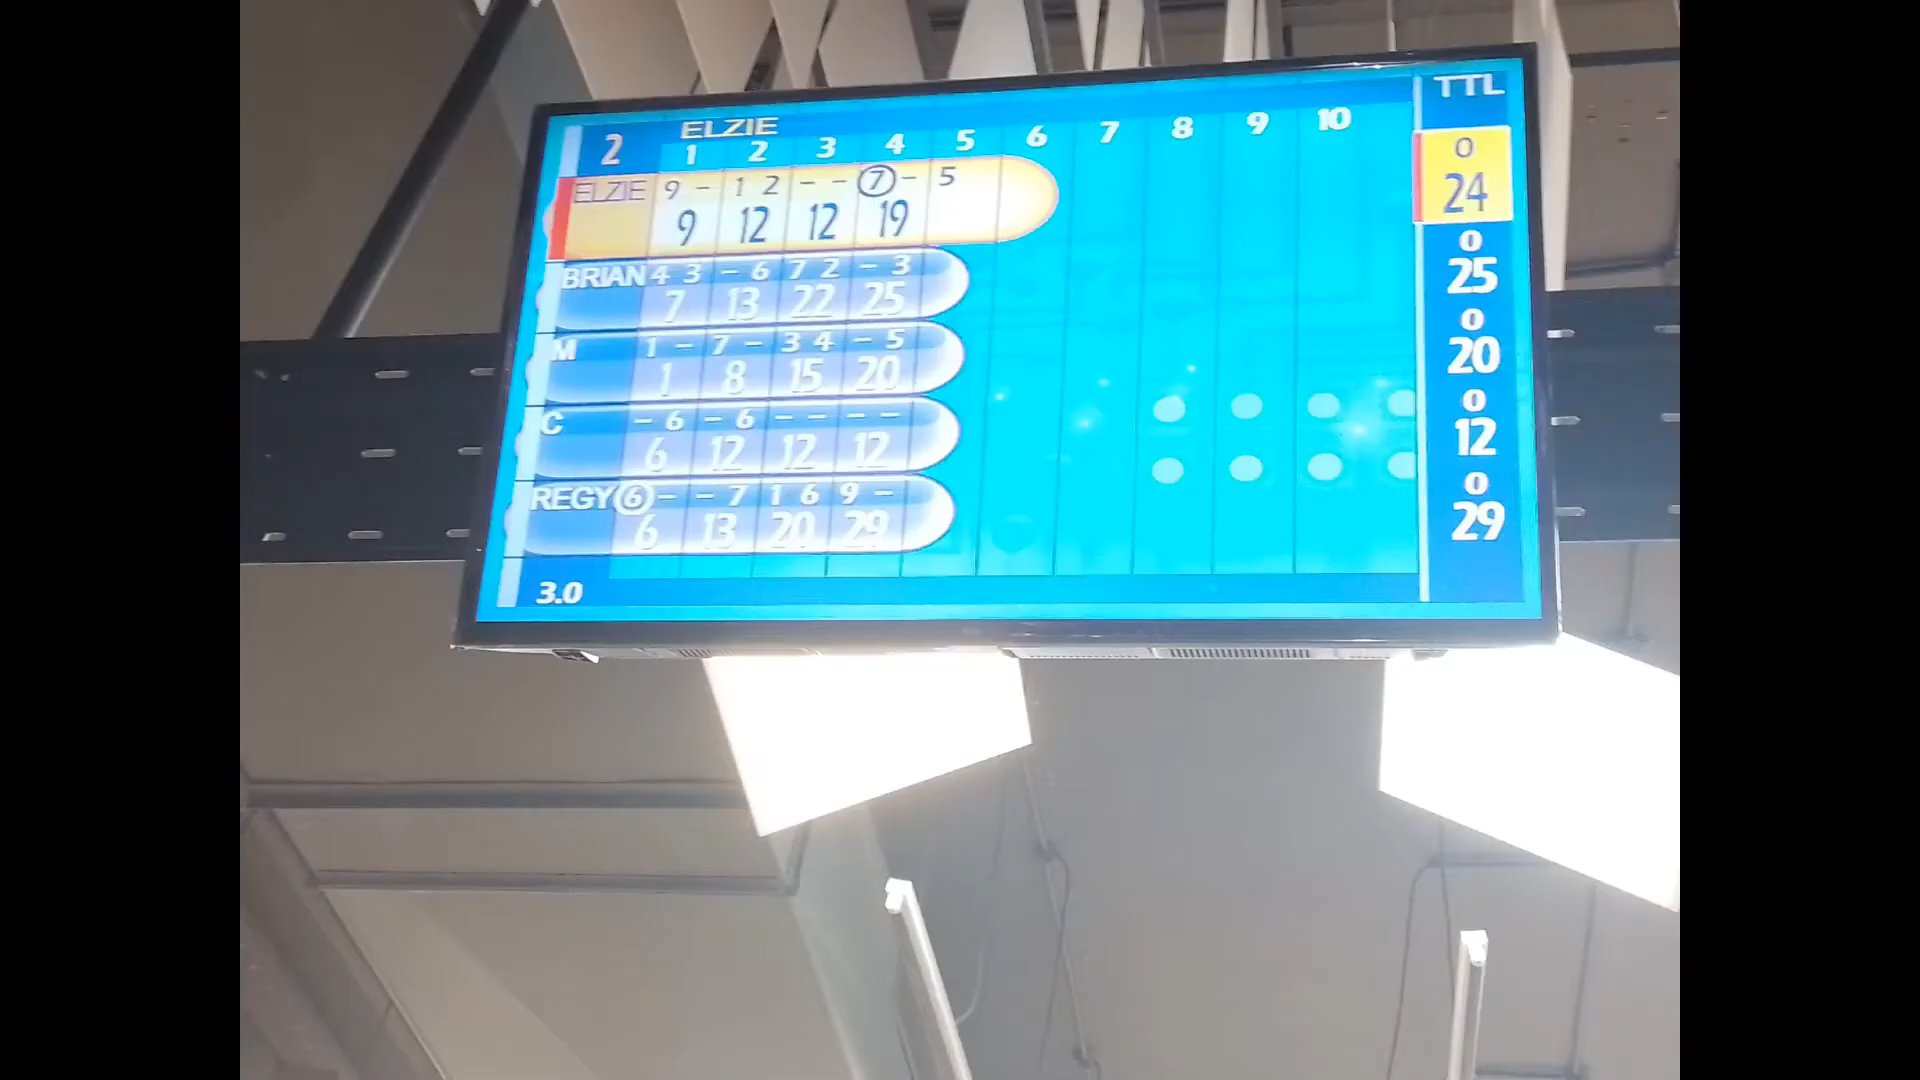 2 ELZIE TTL
1 2 3 4 5 6 7 8 9 10
ELZIE 9 - 1 2 - - 7 - 5 0
9 12 12 19 24
BRIAN 4 3 - 6 7 2 - 3 0
7 13 22 25 25
M 1 - 7 - 3 4 - 5 0
1 8 15 20 20
C - 6 - 6 - - - - 0
6 12 12 12 12
REGY 6 - - 7 1 6 9 - 0
6 13 20 29 29
3.0